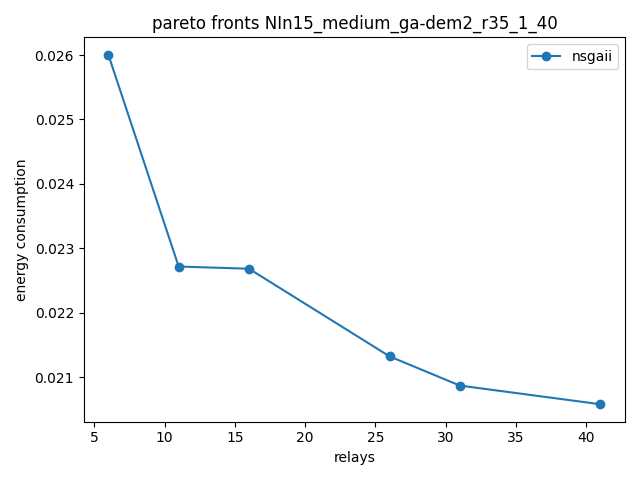 pareto fronts NIn15_medium_ga-dem2_r35_1_40
nsgaii
0.026
0.025
0.024
0.023
0.022
0.021
energy consumption
5 10 15 20 25 30 35 40
relays